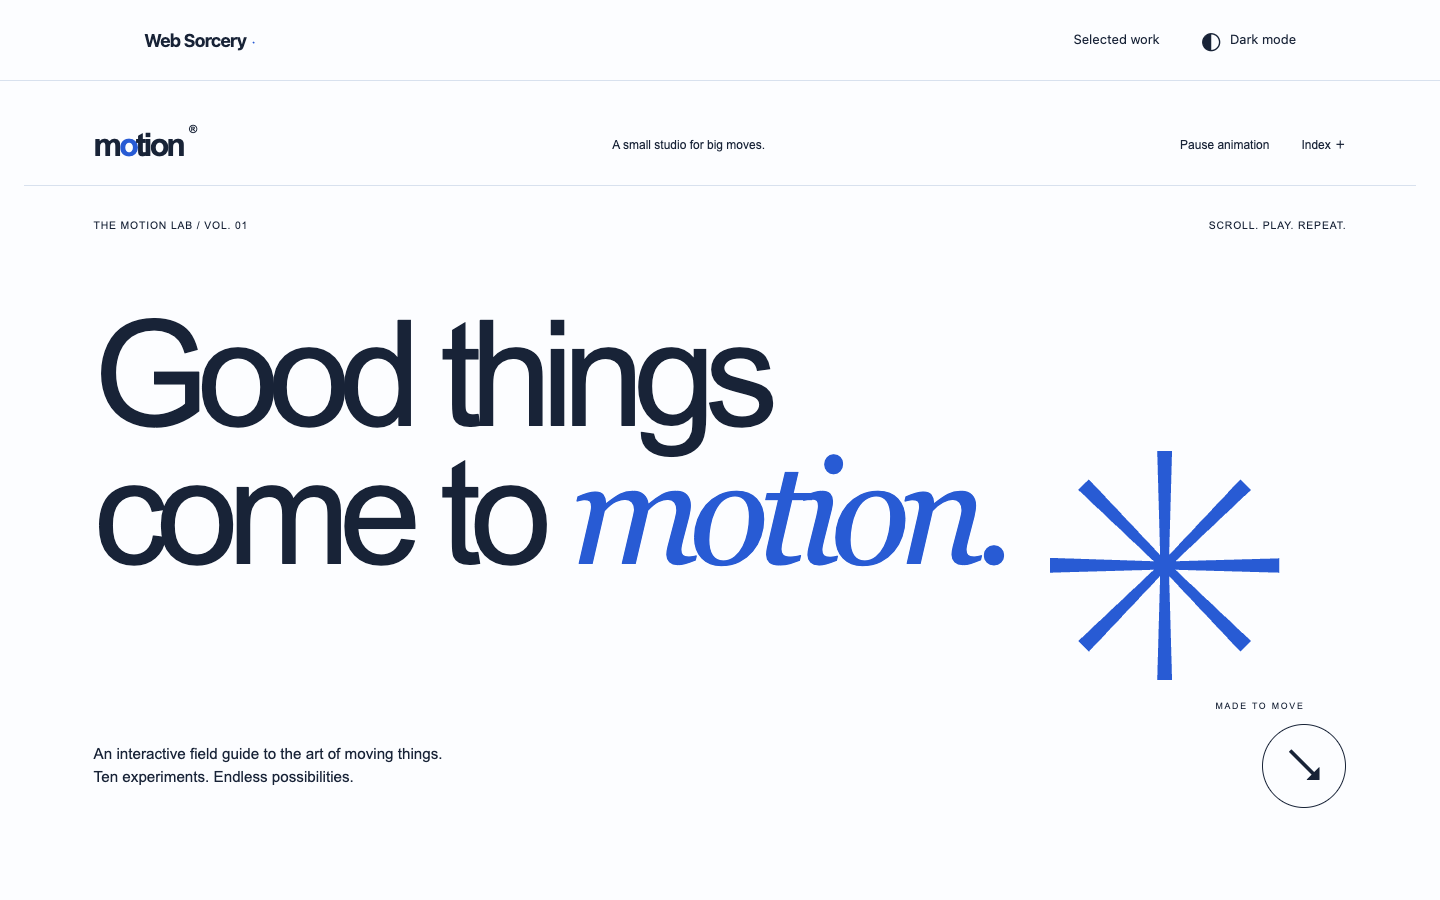 Web Sorcery
Selected work
Dark mode
motion®
A small studio for big moves.
Pause animation
Index +
THE MOTION LAB / VOL. 01
SCROLL. PLAY. REPEAT.
Good things
come to motion.
MADE TO MOVE
An interactive field guide to the art of moving things.
Ten experiments. Endless possibilities.